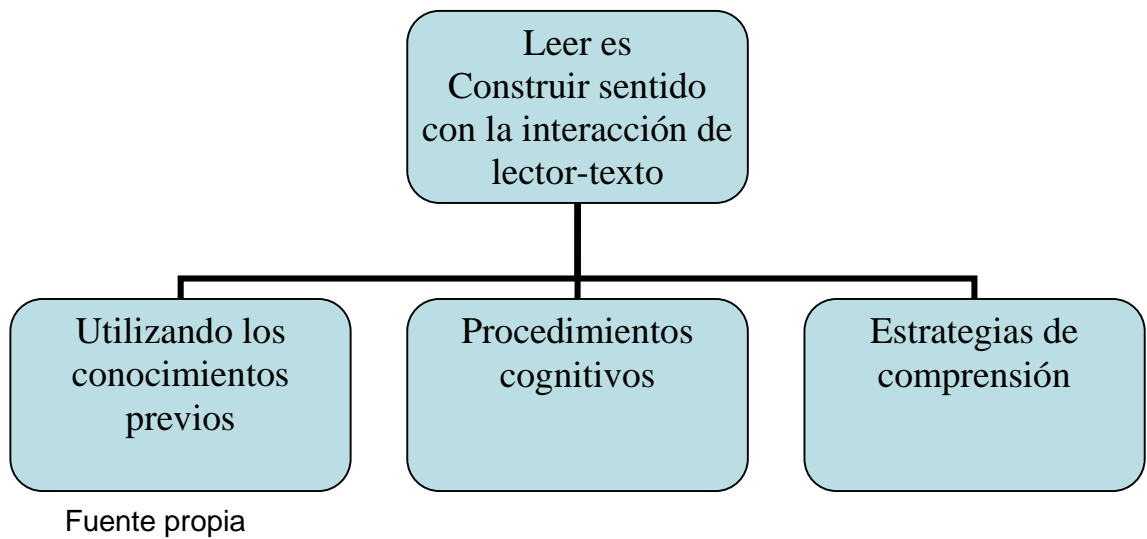 Leer es
Construir sentido
con la interacción de
lector-texto
Utilizando los
conocimientos
previos
Procedimientos
cognitivos
Estrategias de
comprensión
Fuente propia